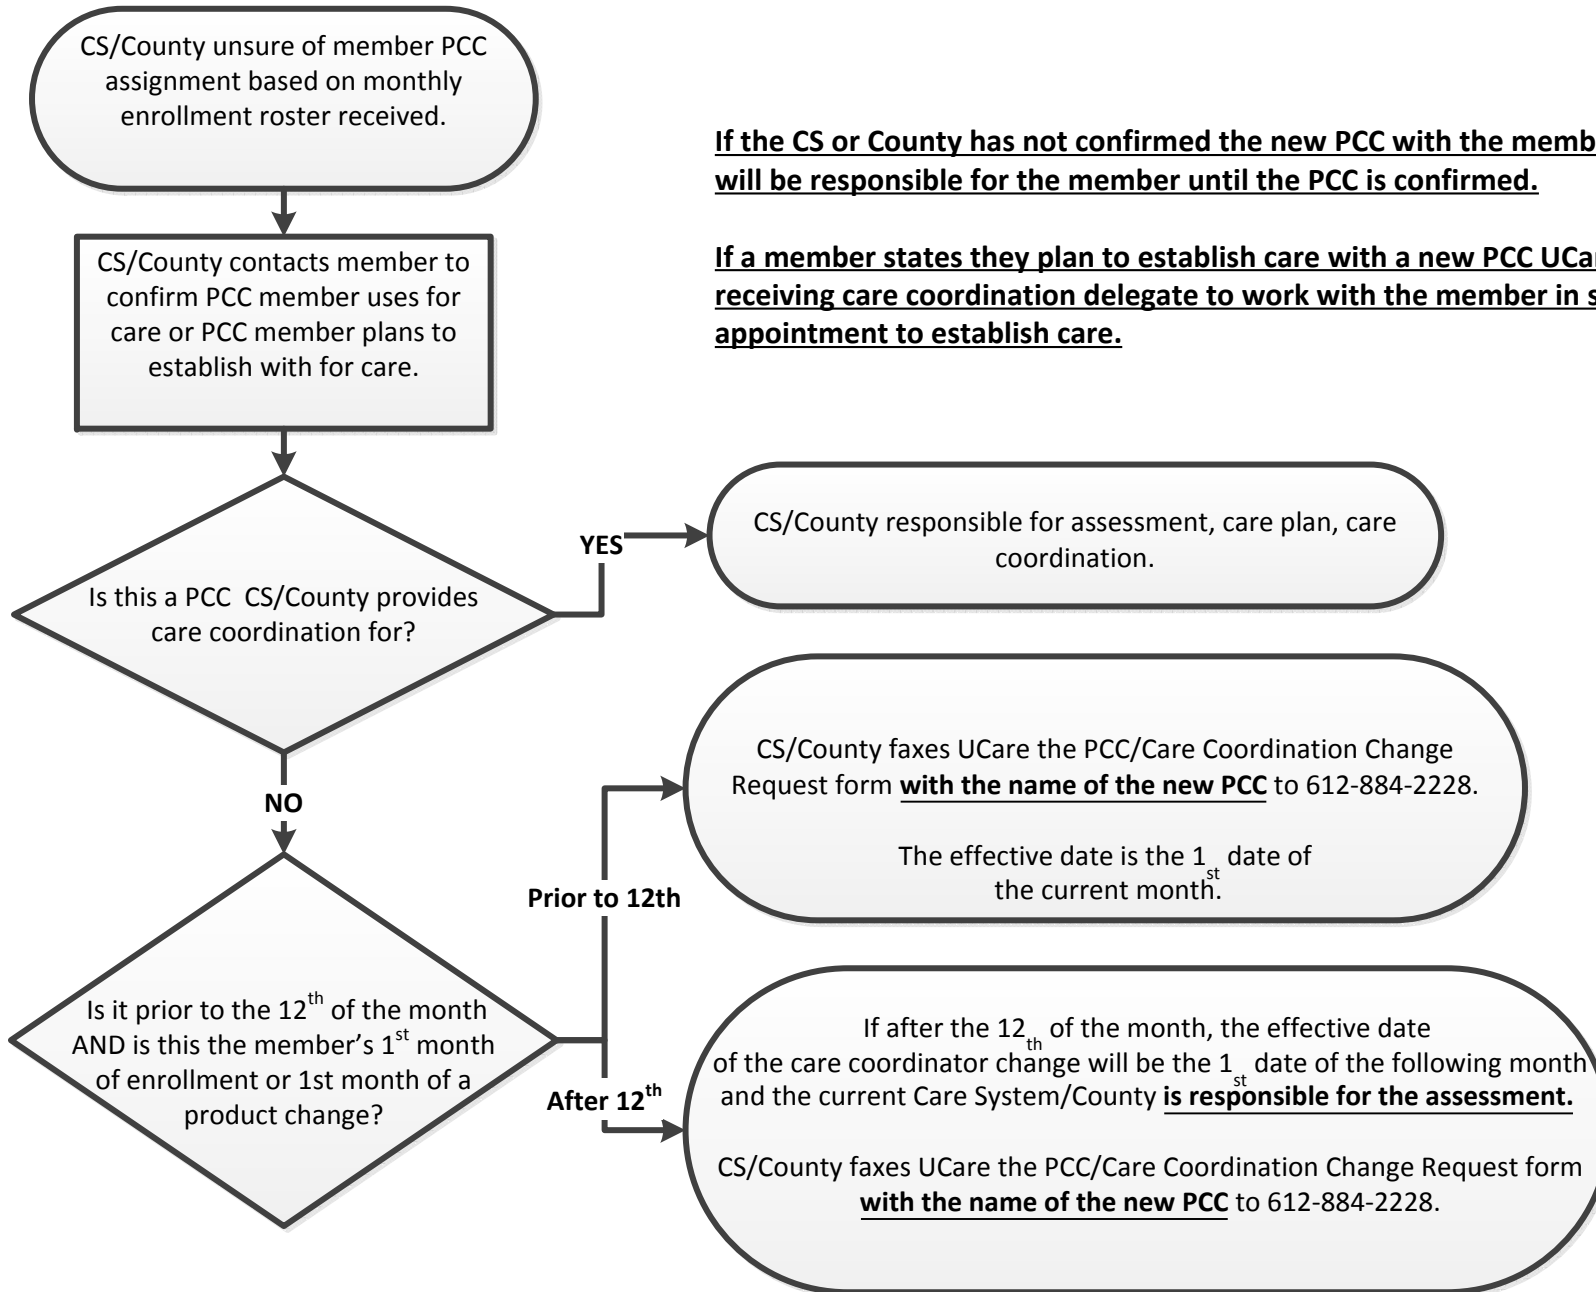 CS/County unsure of member PCC
assignment based on monthly
enrollment roster received.
If the CS or County has not confirmed the new PCC with the
will be responsible for the member until the PCC is confirmed.
If a member states they plan to establish care with a new PCC
receiving care coordination delegate to work with the member in
appointment to establish care.
CS/County contacts member to
confirm PCC member uses for
care or PCC member plans to
establish with for care.
Is this a PCC CS/County provides
care coordination for?
YES
CS/County responsible for assessment, care plan, care
coordination.
NO
Is it prior to the 12th of the month
AND is this the member’s 1st month
of enrollment or 1st month of a
product change?
Prior to 12th
CS/County faxes UCare the PCC/Care Coordination Change
Request form with the name of the new PCC to 612-884-2228.
The effective date is the 1st date of
the current month.
After 12th
If after the 12th of the month, the effective date
of the care coordinator change will be the 1st date of the following month
and the current Care System/County is responsible for the assessment.
CS/County faxes UCare the PCC/Care Coordination Change Request form
with the name of the new PCC to 612-884-2228.